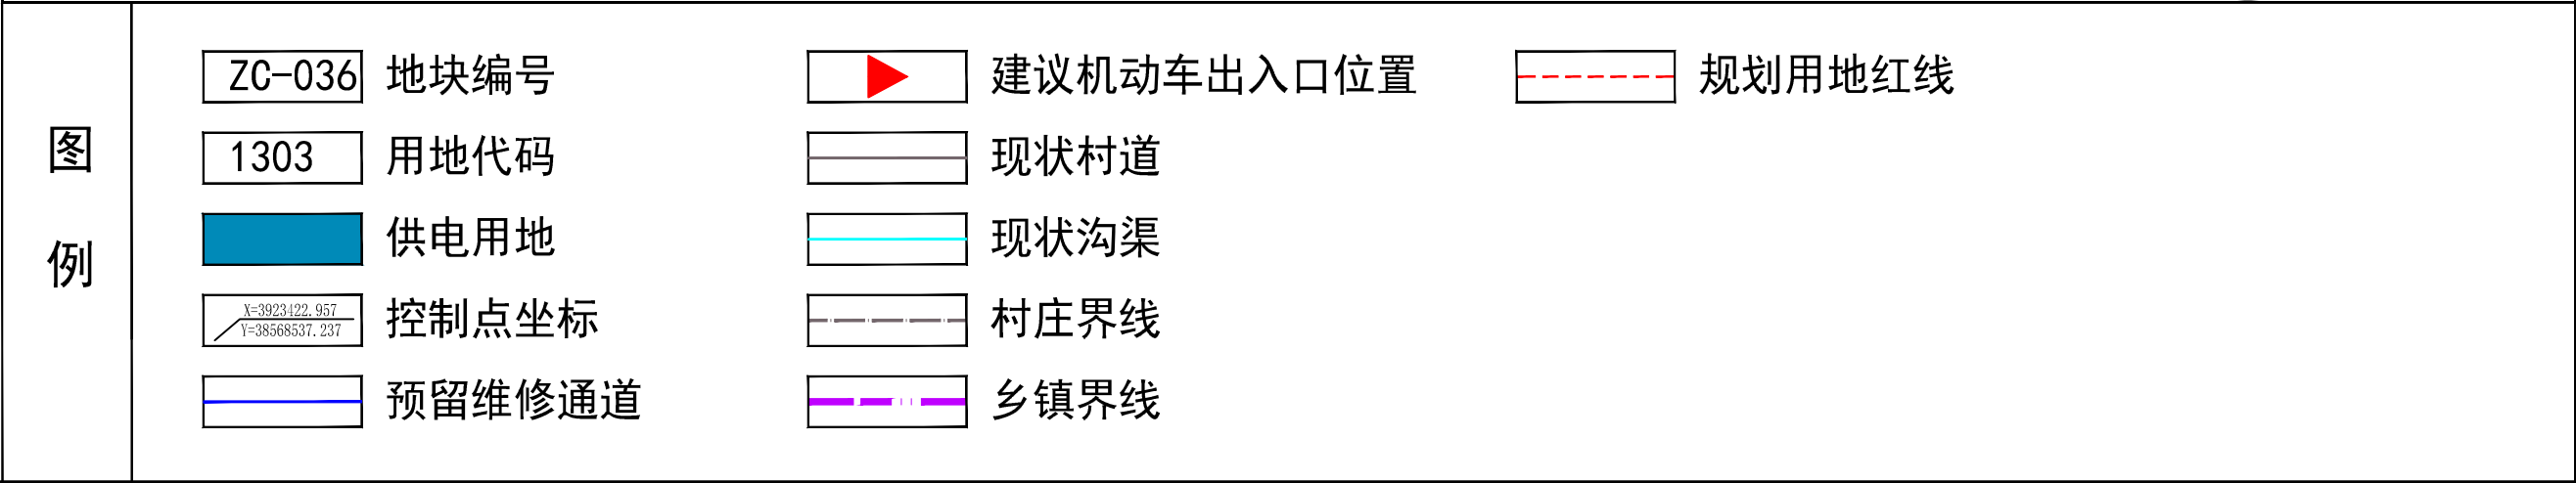 图例
ZC-036 地块编号
1303 用地代码
供电用地
X=3923422.957
Y=38568537.237
控制点坐标
预留维修通道
建议机动车出入口位置
现状村道
现状沟渠
村庄界线
乡镇界线
规划用地红线